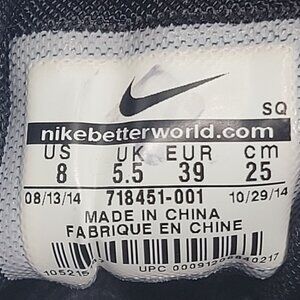 SQ
nikebetterworld.com
US UK EUR cm
8 5.5 39 25
08/13/14 718451-001 10/29/14
MADE IN CHINA
FABRIQUE EN CHINE